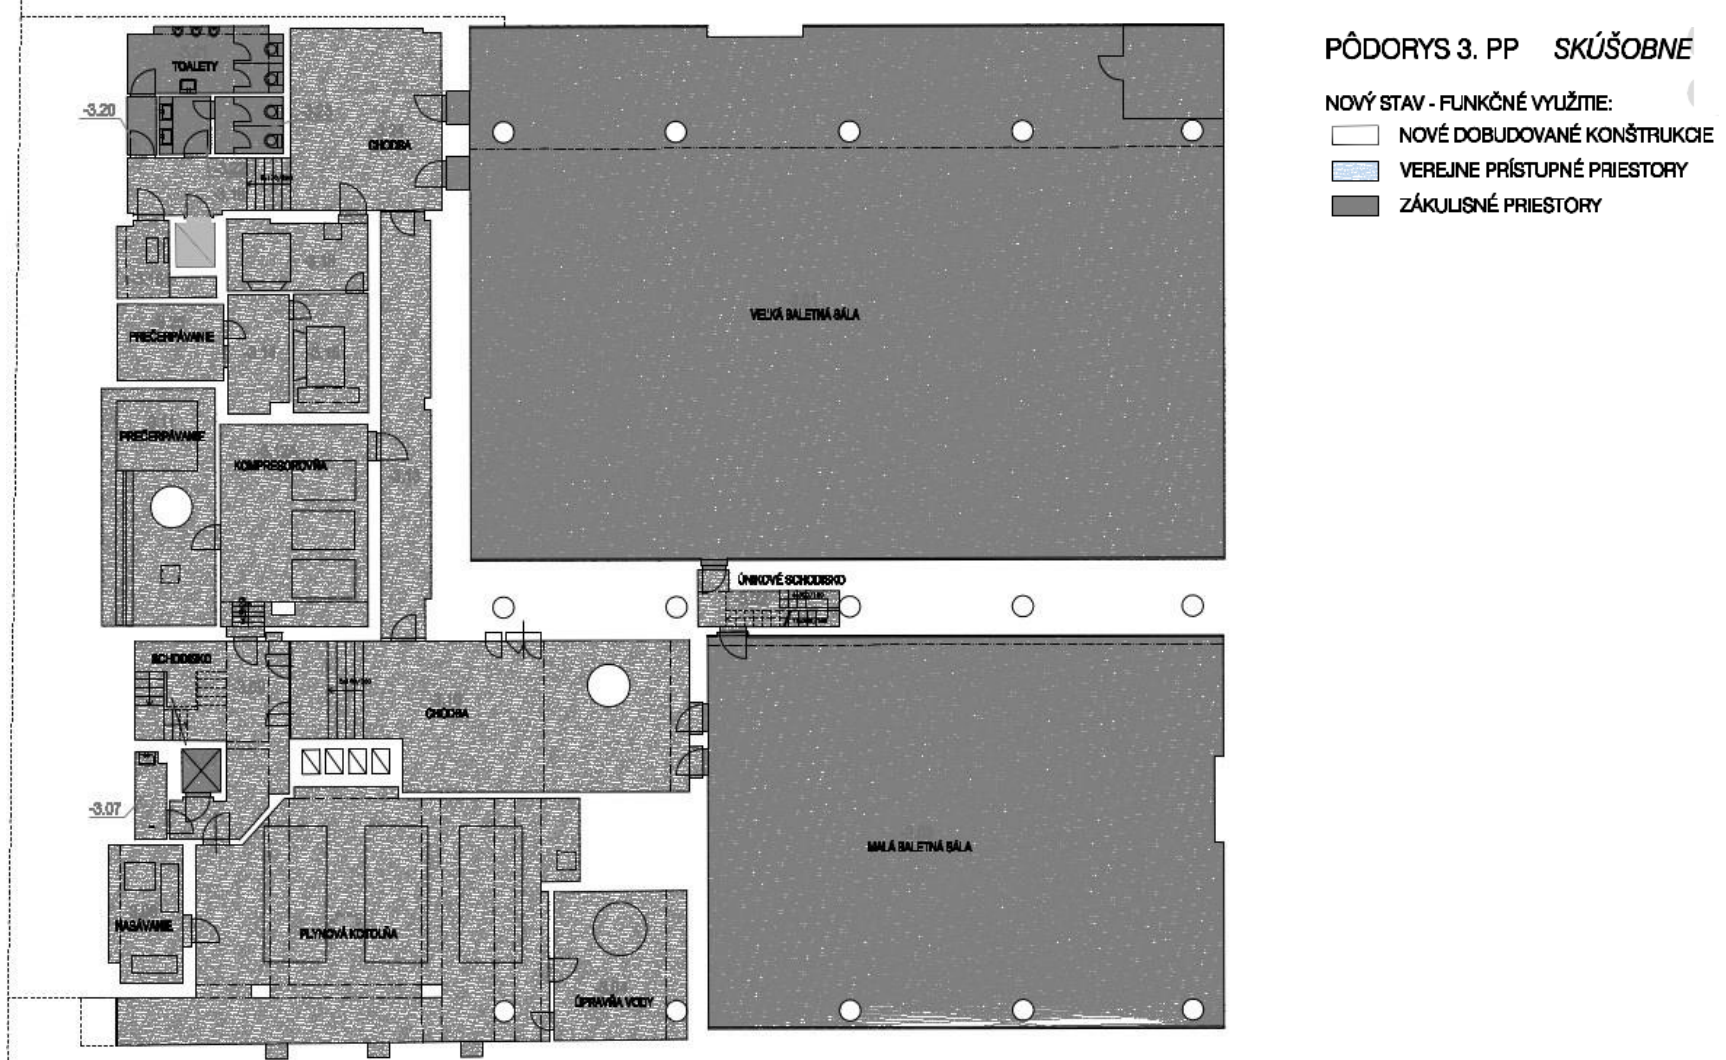 PÔDORYS 3. PP SKÚŠOBNE
NOVÝ STAV - FUNKČNÉ VYUŽITIE:
NOVÉ DOBUDOVANÉ KONŠTRUKCIE
VEREJNE PRÍSTUPNÉ PRIESTORY
ZÁKULISNÉ PRIESTORY
TOALETY
-3.20
CHODBA
VEĽKÁ BALETNÁ SÁLA
PREČERPÁVANIE
PREČERPÁVANIE
KOMPRESOROVŇA
ÚNIKOVÉ SCHODISKO
SCHODISKO
CHODBA
-3.07
MALÁ BALETNÁ SÁLA
NASÁVANIE
PLYNOVÁ KOTOLŇA
ÚPRAVŇA VODY